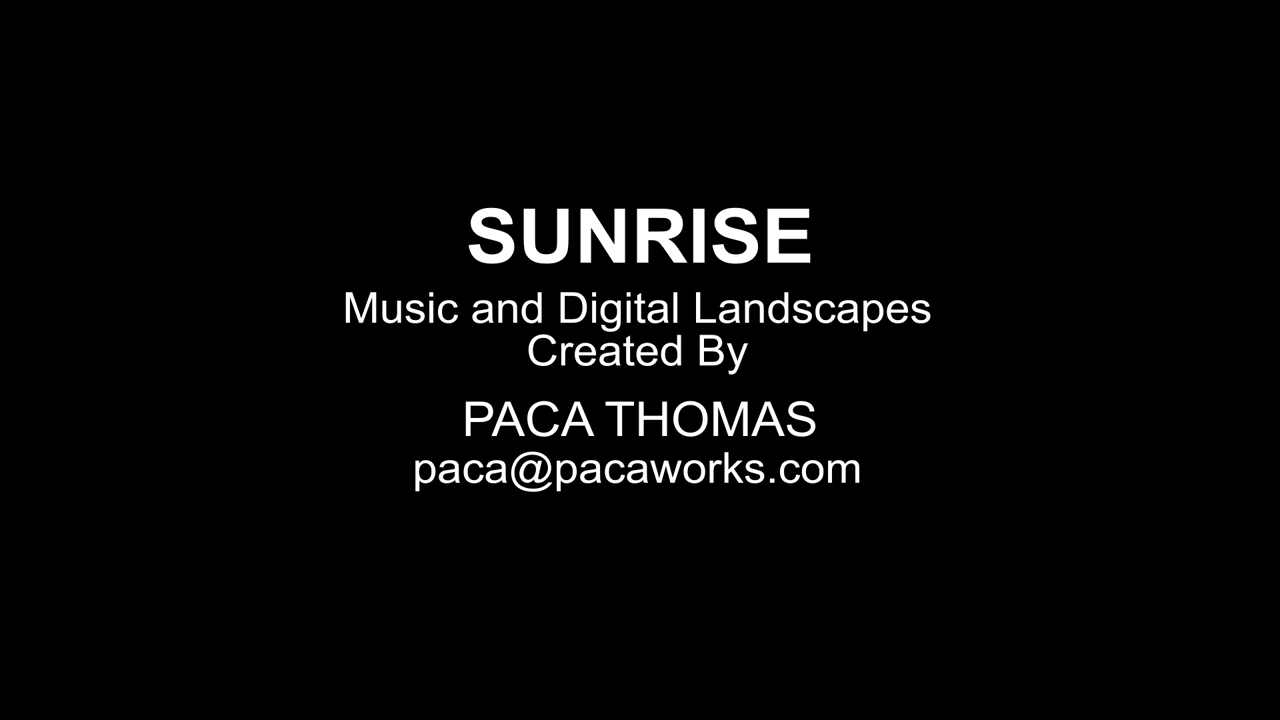 SUNRISE
Music and Digital Landscapes
Created By
PACA THOMAS
paca@pacaworks.com